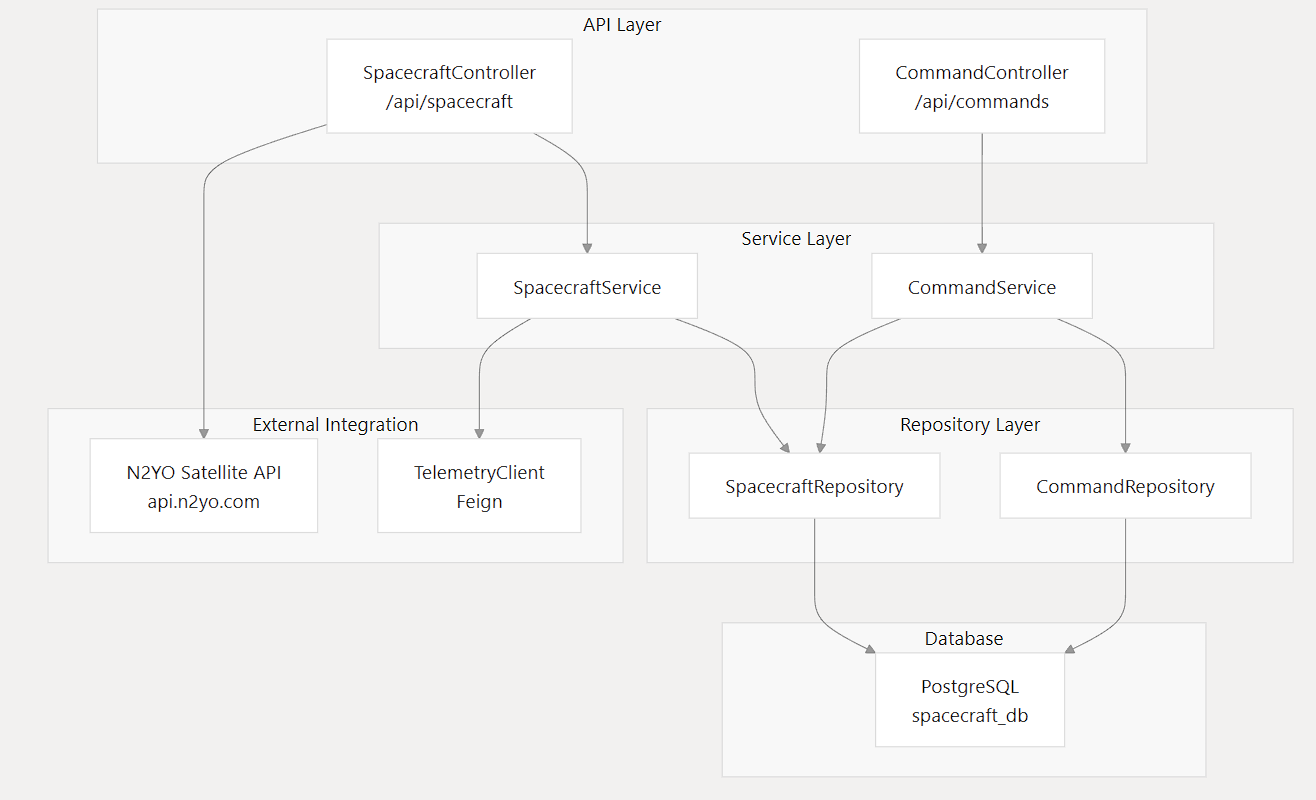 API Layer
SpacecraftController
/api/spacecraft
CommandController
/api/commands
Service Layer
SpacecraftService
CommandService
External Integration
N2YO Satellite API
api.n2yo.com
TelemetryClient
Feign
Repository Layer
SpacecraftRepository
CommandRepository
Database
PostgreSQL
spacecraft_db